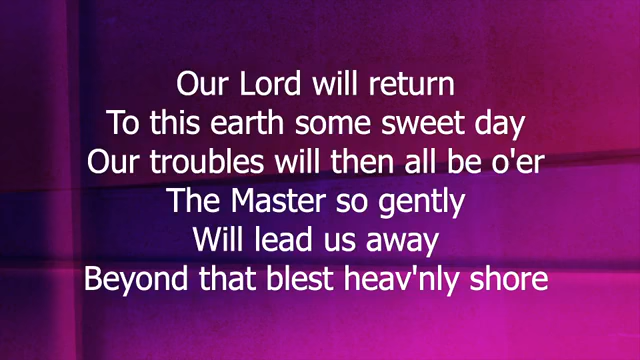 Our Lord will return
To this earth some sweet day
Our troubles will then all be o'er
The Master so gently
Will lead us away
Beyond that blest heav'nly shore